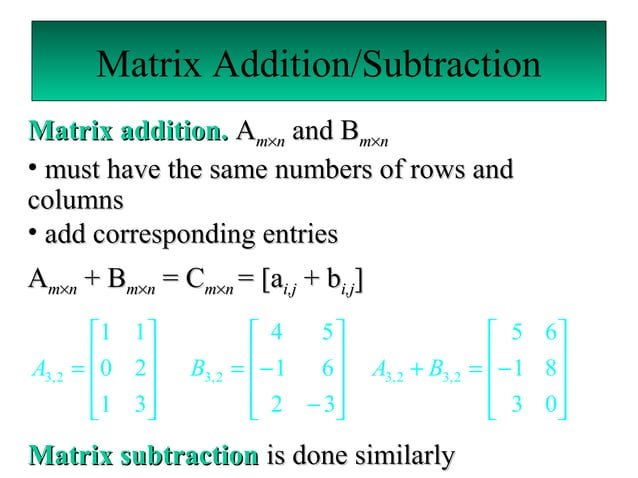 Matrix Addition/Subtraction
Matrix addition. Am×n and Bm×n
• must have the same numbers of rows and
columns
• add corresponding entries
Am×n + Bm×n = Cm×n = [ai,j + bi,j]
A3,2 = [1 1; 0 2; 1 3] B3,2 = [4 5; −1 6; 2 −3] A3,2 + B3,2 = [5 6; −1 8; 3 0]
Matrix subtraction is done similarly